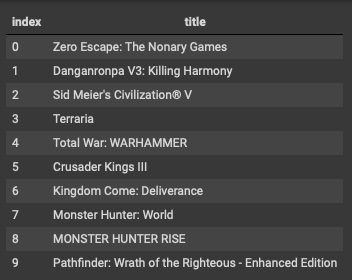 index title
0 Zero Escape: The Nonary Games
1 Danganronpa V3: Killing Harmony
2 Sid Meier's Civilization® V
3 Terraria
4 Total War: WARHAMMER
5 Crusader Kings III
6 Kingdom Come: Deliverance
7 Monster Hunter: World
8 MONSTER HUNTER RISE
9 Pathfinder: Wrath of the Righteous - Enhanced Edition